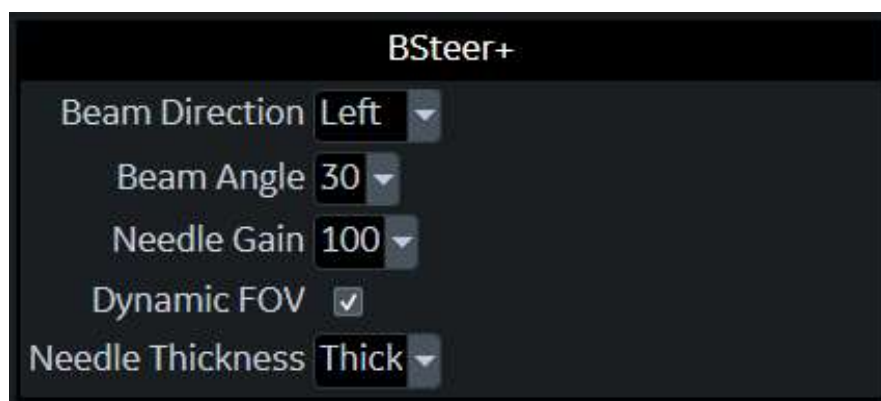 BSteer+
Beam Direction Left
Beam Angle 30
Needle Gain 100
Dynamic FOV
Needle Thickness Thick